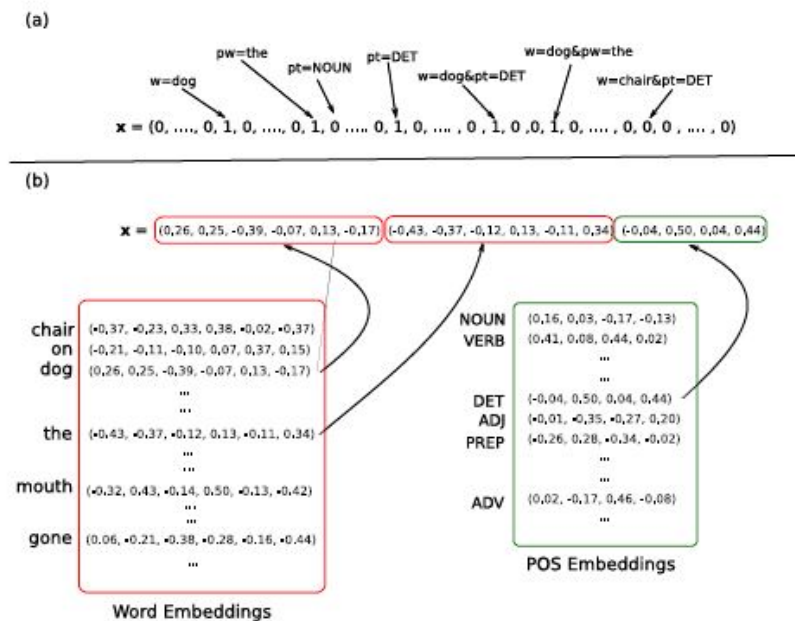 (a)
pw=the
w=dog&pw=the
pt=NOUN
pt=DET
w=dog
w=dog&pt=DET
w=chair&pt=DET
x = (0, ...., 0, 1, 0, ...., 0, 1, 0 ..... 0, 1, 0, .... , 0, 1, 0 ,0, 1, 0, .... , 0, 0, 0 , .... , 0)
(b)
x = (0.26, 0.25, -0.39, -0.07, 0.13, -0.17) (-0.43, -0.37, -0.12, 0.13, -0.11, 0.34) (-0.04, 0.50, 0.04, 0.44)
chair (-0.37, -0.23, 0.33, 0.38, -0.02, -0.37)
on (-0.21, -0.11, -0.10, 0.07, 0.37, 0.15)
dog (0.26, 0.25, -0.39, -0.07, 0.13, -0.17)
...
...
the (-0.43, -0.37, -0.12, 0.13, -0.11, 0.34)
...
...
mouth (-0.32, 0.43, -0.14, 0.50, -0.13, -0.42)
...
...
gone (0.06, -0.21, -0.38, -0.28, -0.16, -0.44)
...
Word Embeddings
NOUN (0.16, 0.03, -0.17, -0.13)
VERB (0.41, 0.08, 0.44, 0.02)
...
...
DET (-0.04, 0.50, 0.04, 0.44)
ADJ (-0.01, -0.35, -0.27, 0.20)
PREP (-0.26, 0.28, -0.34, -0.02)
...
...
ADV (0.02, -0.17, 0.46, -0.08)
...
POS Embeddings